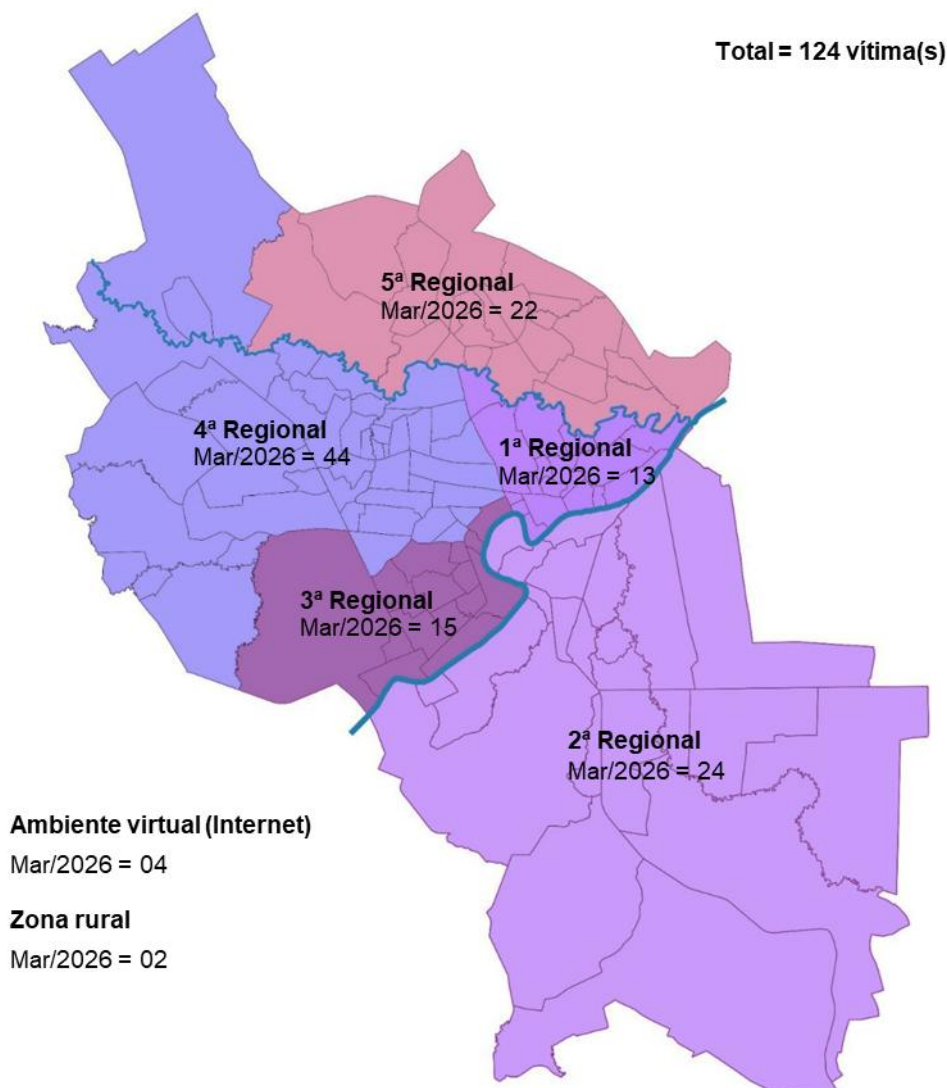 Total = 124 vítima(s)
5ª Regional
Mar/2026 = 22
4ª Regional
Mar/2026 = 44
1ª Regional
Mar/2026 = 13
3ª Regional
Mar/2026 = 15
2ª Regional
Mar/2026 = 24
Ambiente virtual (Internet)
Mar/2026 = 04
Zona rural
Mar/2026 = 02